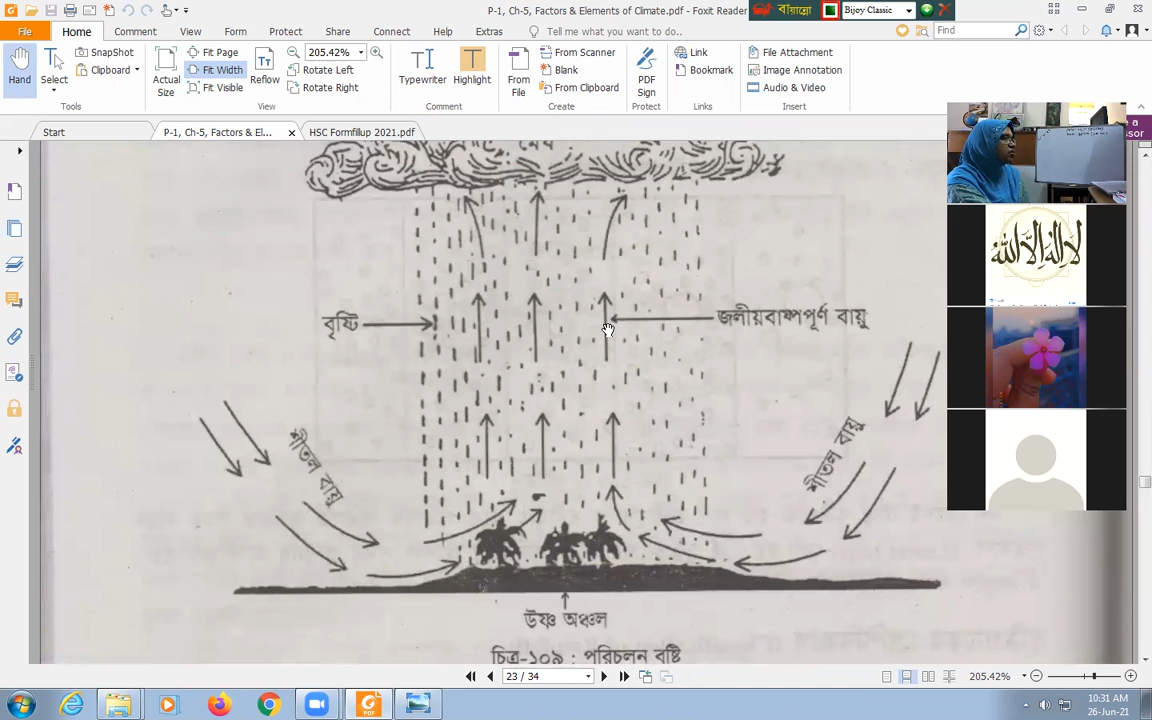 P-1, Ch-5, Factors & Elements of Climate.pdf - Foxit Reader
Bijoy Classic
File Home Comment View Form Protect Share Connect Help Extras Tell me what you want to do... Find
Hand
Select
SnapShot
Clipboard
Tools
Actual Size
Fit Page
Fit Width
Fit Visible
Reflow
205.42%
Rotate Left
Rotate Right
View
Typewriter
Highlight
Comment
From File
From Scanner
Blank
From Clipboard
Create
PDF Sign
Protect
Link
Bookmark
Links
File Attachment
Image Annotation
Audio & Video
Insert
Start P-1, Ch-5, Factors & El... HSC Formfillup 2021.pdf
মেঘ
বৃষ্টি
জলীয়বাষ্পপূর্ণ বায়ু
শীতল বায়ু
শীতল বায়ু
উষ্ণ অঞ্চল
চিত্র-১০৯ : পরিচলন বৃষ্টি
لا إله إلا الله
23 / 34
205.42%
PDF
10:31 AM
26-Jun-21